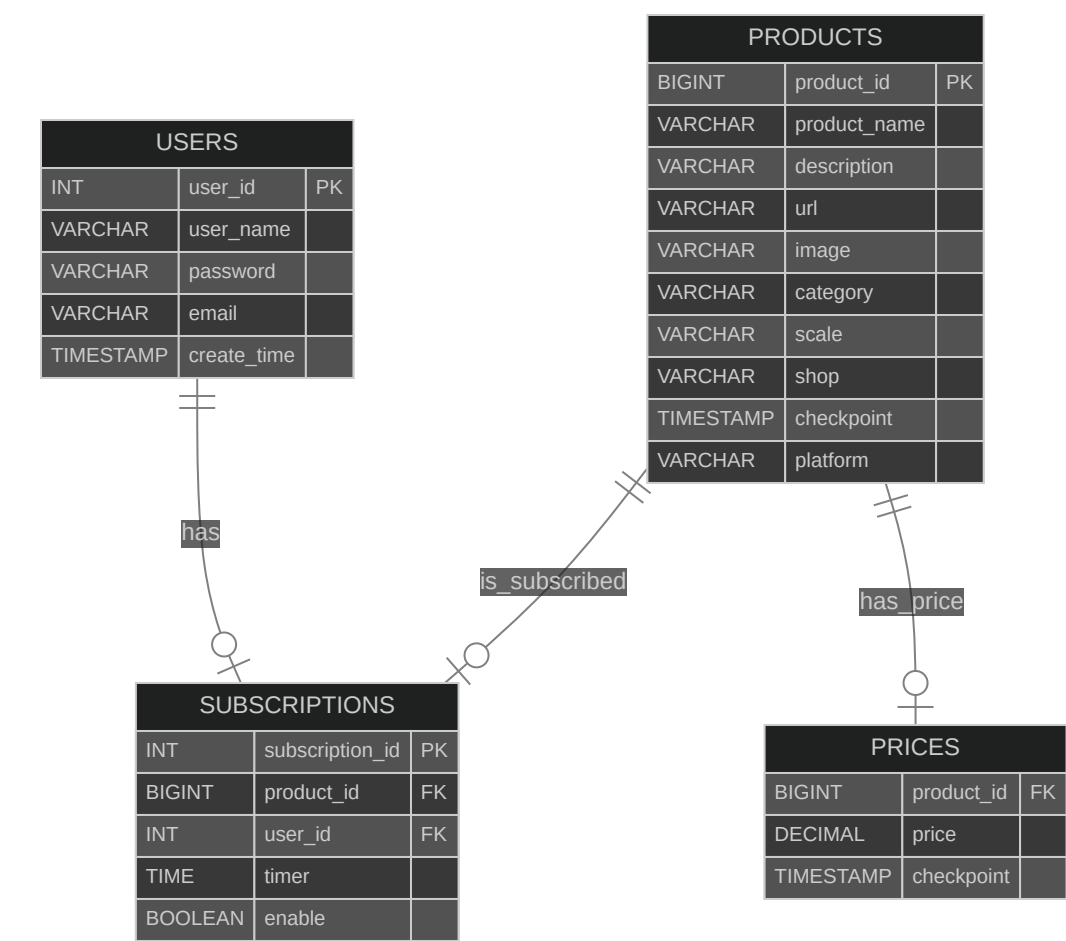 PRODUCTS
BIGINT product_id PK
VARCHAR product_name
VARCHAR description
VARCHAR url
VARCHAR image
VARCHAR category
VARCHAR scale
VARCHAR shop
TIMESTAMP checkpoint
VARCHAR platform
USERS
INT user_id PK
VARCHAR user_name
VARCHAR password
VARCHAR email
TIMESTAMP create_time
has
is_subscribed
has_price
SUBSCRIPTIONS
INT subscription_id PK
BIGINT product_id FK
INT user_id FK
TIME timer
BOOLEAN enable
PRICES
BIGINT product_id FK
DECIMAL price
TIMESTAMP checkpoint